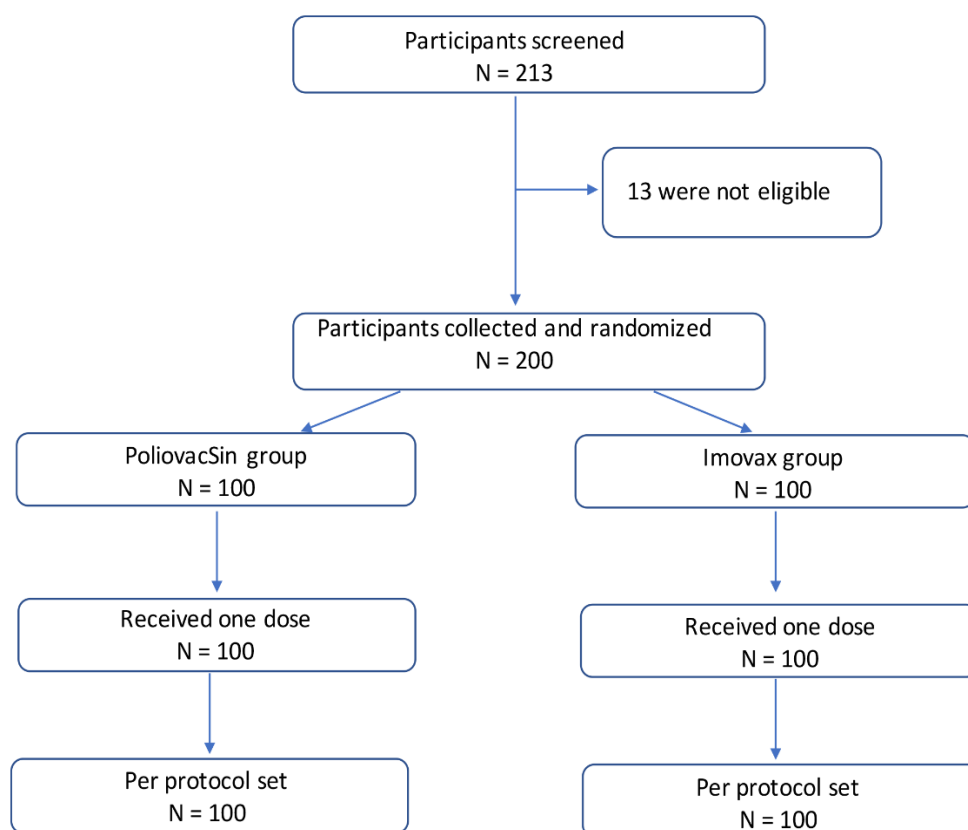 Participants screened
N = 213
13 were not eligible
Participants collected and randomized
N = 200
PoliovacSin group
N = 100
Imovax group
N = 100
Received one dose
N = 100
Received one dose
N = 100
Per protocol set
N = 100
Per protocol set
N = 100